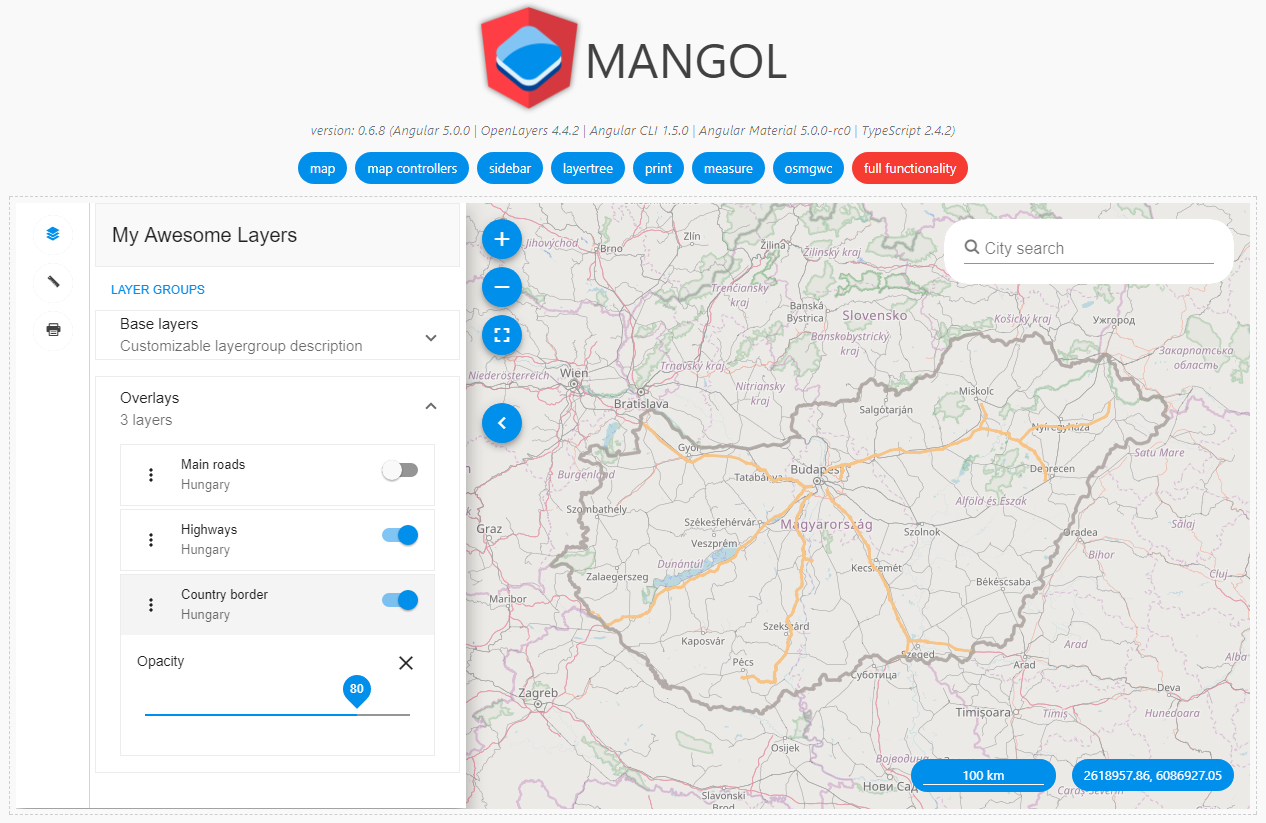 MANGOL
version: 0.6.8 (Angular 5.0.0 | OpenLayers 4.4.2 | Angular CLI 1.5.0 | Angular Material 5.0.0-rc0 | TypeScript 2.4.2)
map
map controllers
sidebar
layertree
print
measure
osmgwc
full functionality
My Awesome Layers
LAYER GROUPS
Base layers
Customizable layergroup description
Overlays
3 layers
Main roads
Hungary
Highways
Hungary
Country border
Hungary
Opacity
80
City search
Jihovýchod
Brno
Zlín
Žilina
Žilinský kraj
Trenčiansky
kraj
Banská
Bystrica
Slovensko
Košický kraj
Ужгород
Banskobystrický
kraj
Закарпатська
область
Niederösterreich
Wien
Trnavský kraj
Nitriansky
kraj
Bratislava
Salgótarján
Miskolc
Nyíregyháza
Satu Mare
Győr
Budapest
Tatabánya
Debrecen
Burgenland
Alföld és Észak
Szombathely
Székesfehérvár
Magyarország
Szolnok
Graz
Sălaj
Oradea
Veszprém
Dunántúl
Bihor
Zalaegerszeg
Kecskemét
Cluj
Békéscsaba
Maribor
Szekszárd
Kaposvár
Arad
Szeged
Alba
Pécs
Arad
Суботица
Zagreb
Deva
Timișoara
Timiș
Hunedoara
Osijek
Војводина
Нови Сад
Caraș-Severin
Slavonski
Brod
100 km
2618957.86, 6086927.05